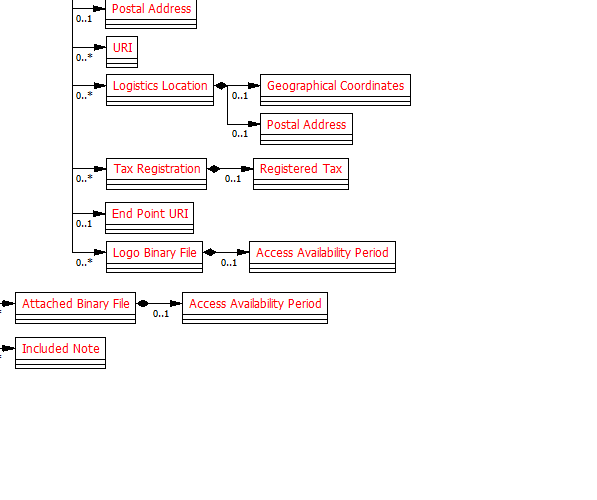 Postal Address
0..1
URI
0..*
Logistics Location
Geographical Coordinates
0..*
0..1
Postal Address
0..1
Tax Registration
Registered Tax
0..*
0..1
End Point URI
0..1
Logo Binary File
Access Availability Period
0..*
0..1
Attached Binary File
Access Availability Period
0..1
Included Note